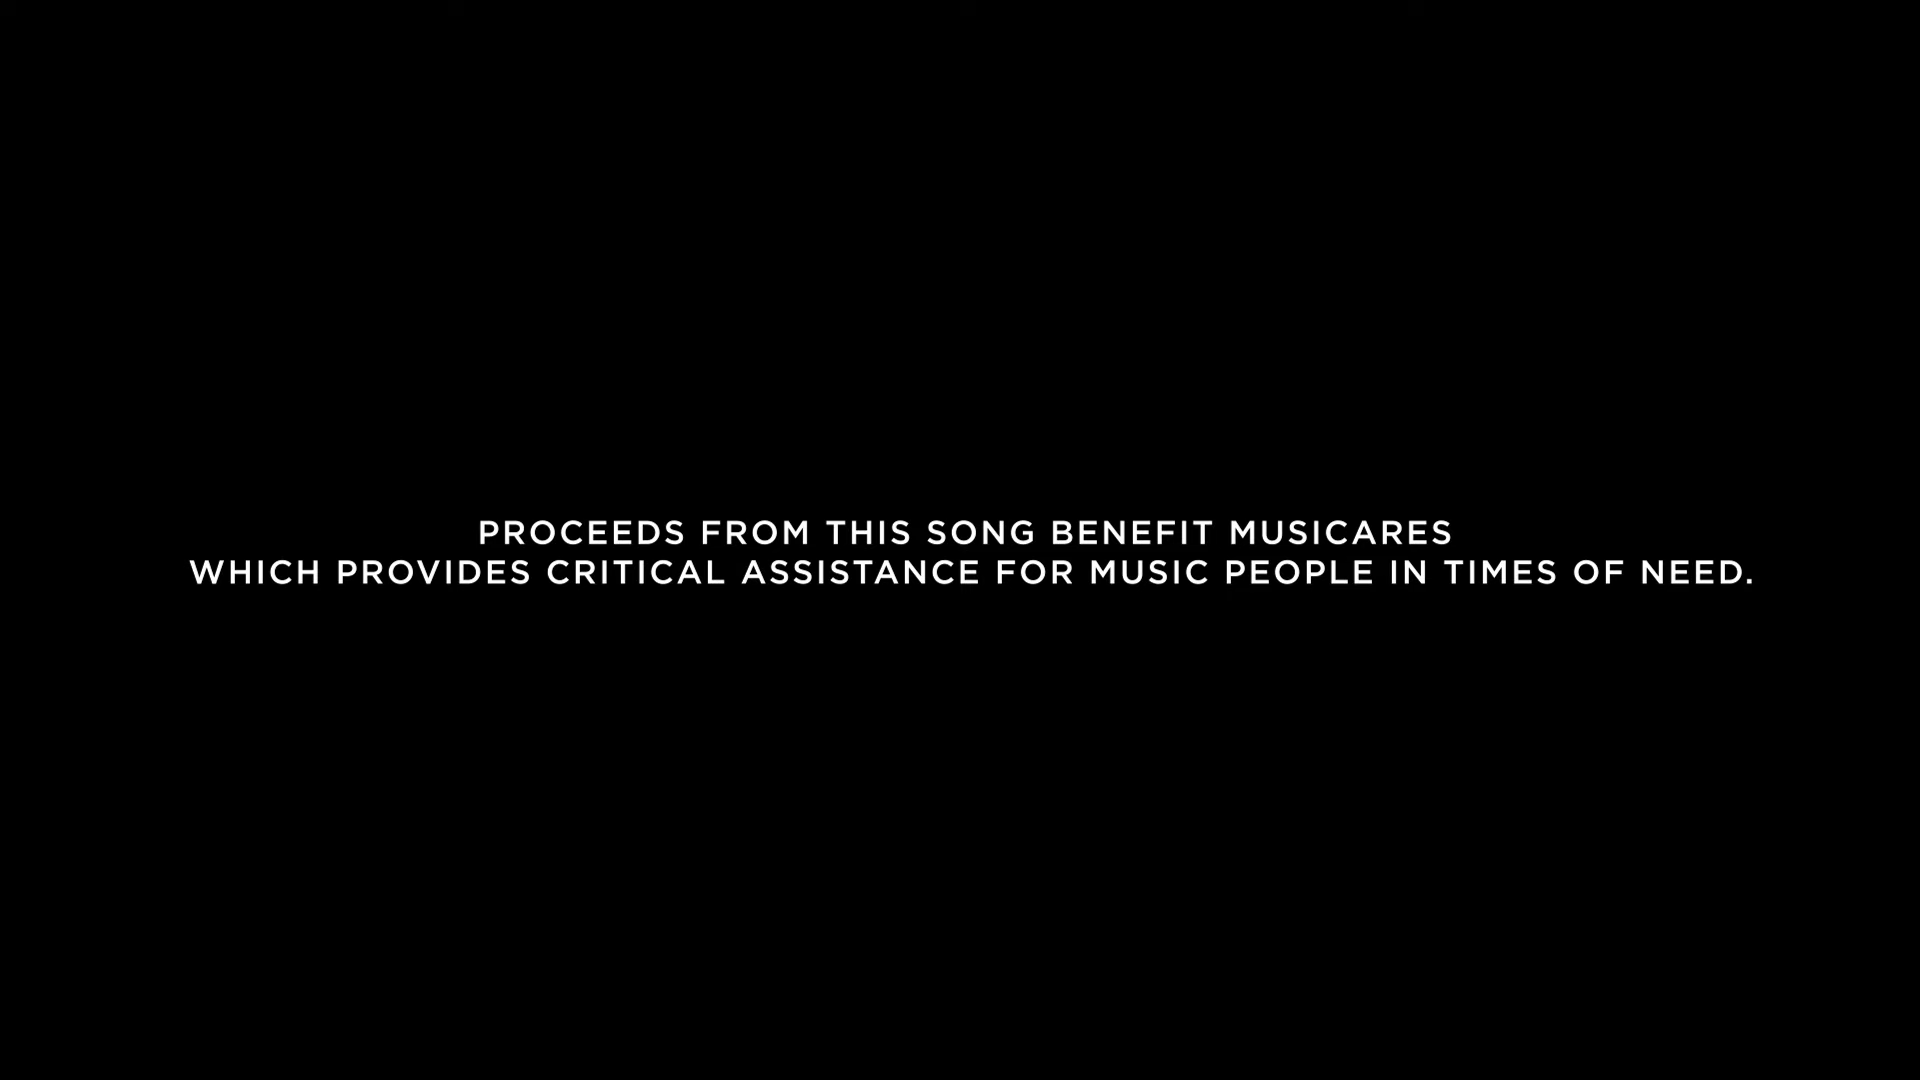 PROCEEDS FROM THIS SONG BENEFIT MUSICARES
WHICH PROVIDES CRITICAL ASSISTANCE FOR MUSIC PEOPLE IN TIMES OF NEED.